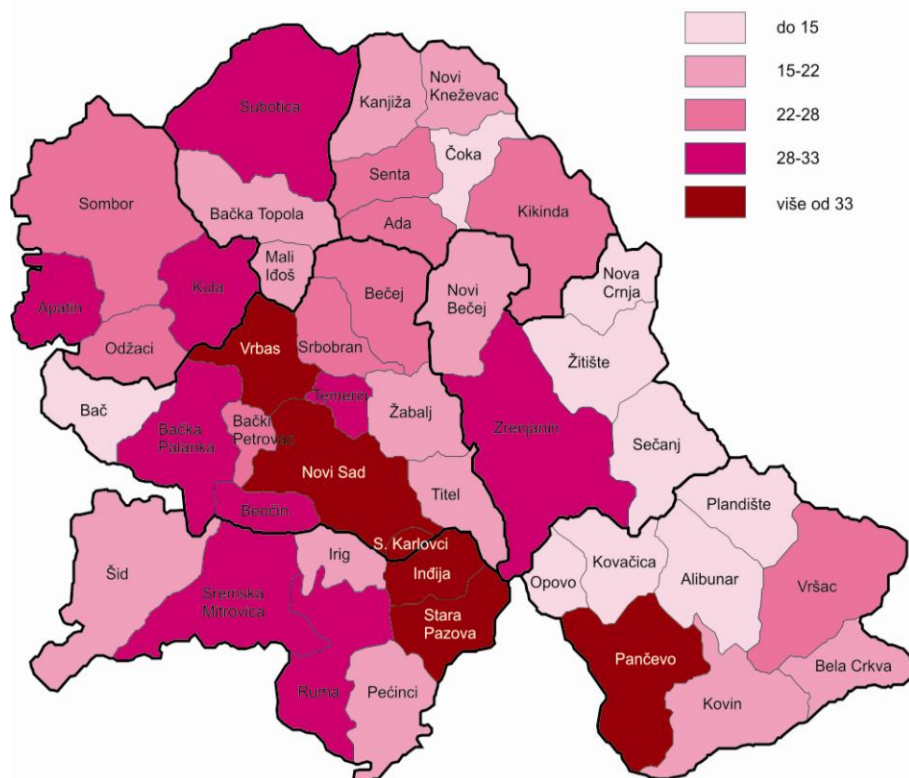 do 15
15-22
22-28
28-33
više od 33
Subotica
Kanjiža
Novi
Kneževac
Čoka
Senta
Sombor
Bačka Topola
Ada
Kikinda
Mali
Iđoš
Nova
Crnja
Bečej
Novi
Bečej
Kula
Apatin
Odžaci
Vrbas
Srbobran
Žitište
Temerin
Bač
Žabalj
Bačka
Palanka
Bački
Petrovac
Zrenjanin
Sečanj
Novi Sad
Titel
Plandište
Beočin
S. Karlovci
Irig
Šid
Inđija
Opovo
Kovačica
Alibunar
Vršac
Sremska
Mitrovica
Stara
Pazova
Pančevo
Bela Crkva
Ruma
Pećinci
Kovin